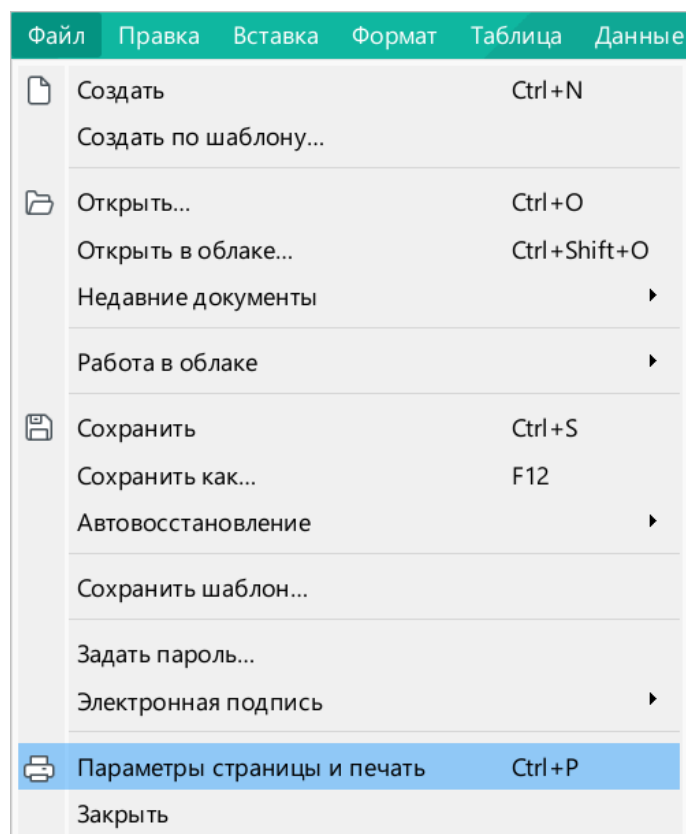 Файл Правка Вставка Формат Таблица Данные
Создать Ctrl+N
Создать по шаблону...
Открыть... Ctrl+O
Открыть в облаке... Ctrl+Shift+O
Недавние документы
Работа в облаке
Сохранить Ctrl+S
Сохранить как... F12
Автовосстановление
Сохранить шаблон...
Задать пароль...
Электронная подпись
Параметры страницы и печать Ctrl+P
Закрыть